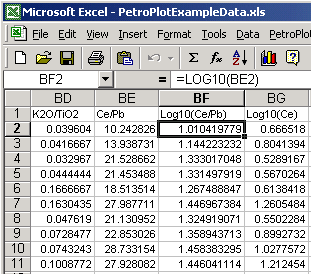 Microsoft Excel - PetroPlotExampleData.xls
File Edit View Insert Format Tools Data PetroPl
BF2 = =LOG10(BE2)
BD BE BF BG
1 K2O/TiO2 Ce/Pb Log10(Ce/Pb) Log10(Ce)
2 0.039604 10.242826 1.010419779 0.666518
3 0.0416667 13.938731 1.144223232 0.8041394
4 0.032967 21.528662 1.333017048 0.5289167
5 0.0444444 21.453488 1.331497919 0.5670264
6 0.1666667 18.513514 1.267488847 0.6138418
7 0.1630435 27.987711 1.446967384 1.2605484
8 0.047619 21.130952 1.324919071 0.5502284
9 0.0728477 22.853026 1.358943713 0.8992732
10 0.0743243 28.733154 1.458383295 1.0277572
11 0.1008772 27.928082 1.446041114 1.212454